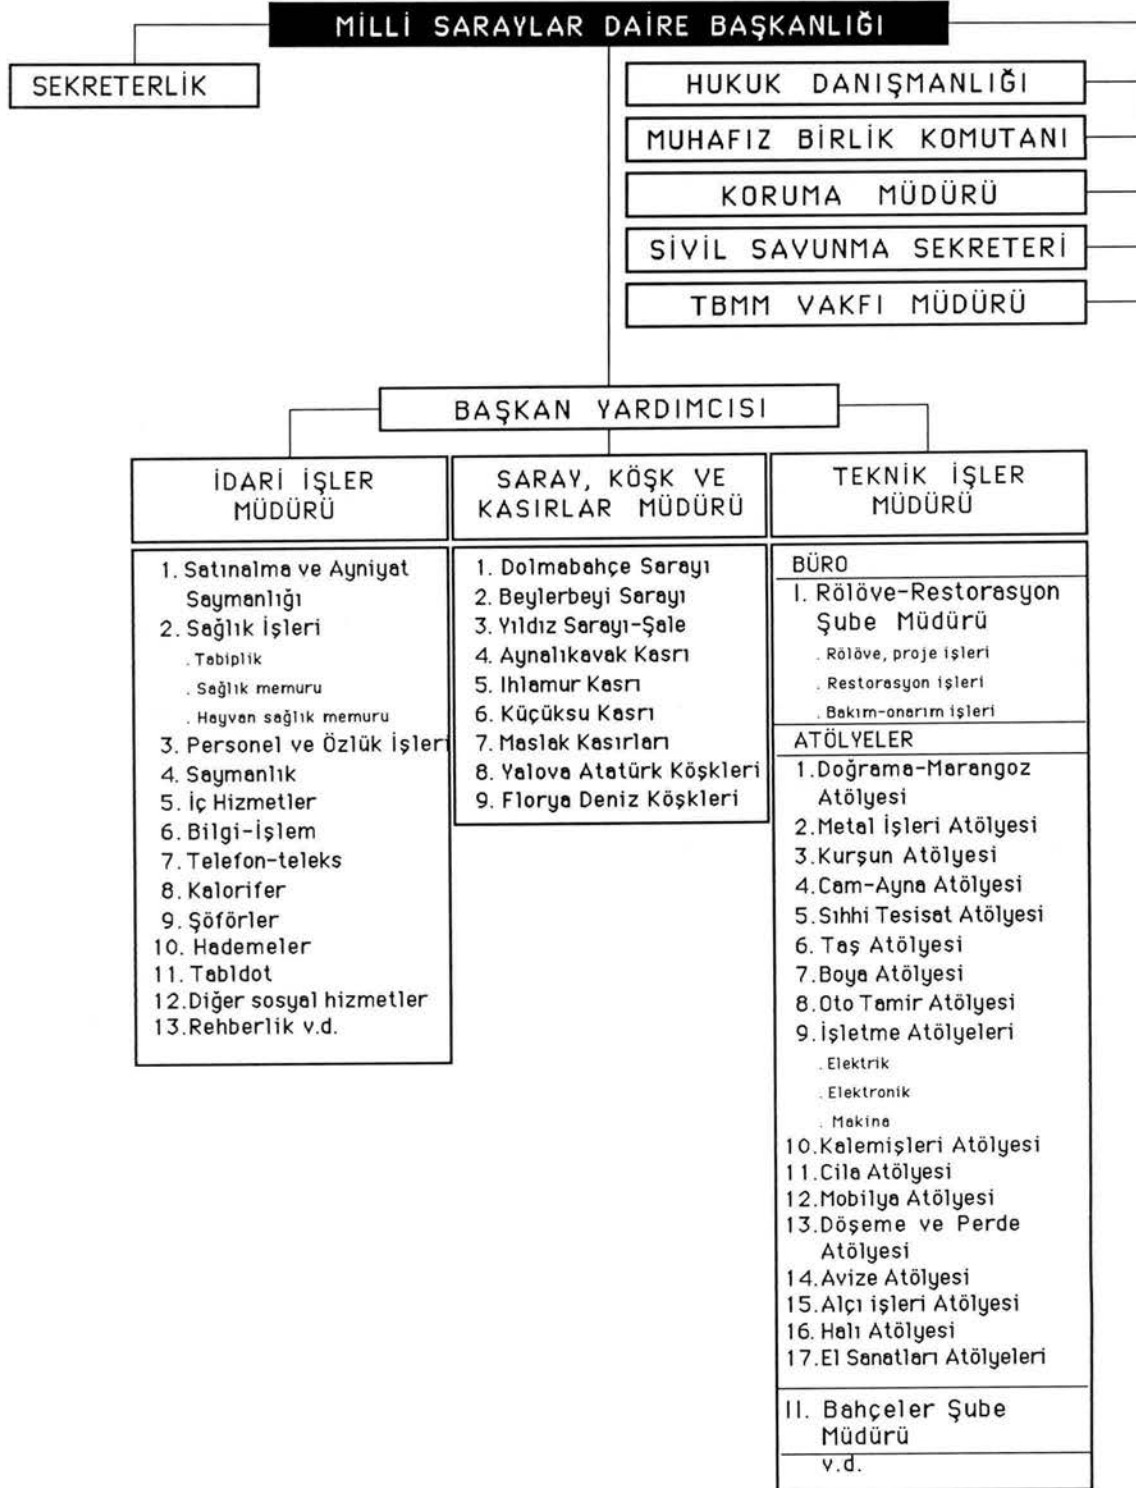 MİLLİ SARAYLAR DAİRE BAŞKANLIĞI
SEKRETERLİK
HUKUK DANIŞMANLIĞI
MUHAFIZ BİRLİK KOMUTANI
KORUMA MÜDÜRÜ
SİVİL SAVUNMA SEKRETERİ
TBMM VAKFI MÜDÜRÜ
BAŞKAN YARDIMCISI
İDARİ İŞLER
MÜDÜRÜ
1. Satınalma ve Ayniyat
Saymanlığı
2. Sağlık İşleri
. Tabiplik
. Sağlık memuru
. Hayvan sağlık memuru
3. Personel ve Özlük İşleri
4. Saymanlık
5. İç Hizmetler
6. Bilgi-İşlem
7. Telefon-teleks
8. Kalorifer
9. Şöförler
10. Hademeler
11. Tabldot
12.Diğer sosyal hizmetler
13.Rehberlik v.d.
SARAY, KÖŞK VE
KASIRLAR MÜDÜRÜ
1. Dolmabahçe Sarayı
2. Beylerbeyi Sarayı
3. Yıldız Sarayı-Şale
4. Aynalıkavak Kasrı
5. Ihlamur Kasrı
6. Küçüksu Kasrı
7. Maslak Kasırları
8. Yalova Atatürk Köşkleri
9. Florya Deniz Köşkleri
TEKNİK İŞLER
MÜDÜRÜ
BÜRO
I. Rölöve-Restorasyon
Şube Müdürü
. Rölöve, proje işleri
. Restorasyon işleri
. Bakım-onarım işleri
ATÖLYELER
1.Doğrama-Marangoz
Atölyesi
2.Metal İşleri Atölyesi
3.Kurşun Atölyesi
4.Cam-Ayna Atölyesi
5.Sıhhi Tesisat Atölyesi
6. Taş Atölyesi
7.Boya Atölyesi
8.Oto Tamir Atölyesi
9.İşletme Atölyeleri
. Elektrik
. Elektronik
. Makina
10.Kalemişleri Atölyesi
11.Cila Atölyesi
12.Mobilya Atölyesi
13.Döşeme ve Perde
Atölyesi
14.Avize Atölyesi
15.Alçı işleri Atölyesi
16. Halı Atölyesi
17.El Sanatları Atölyeleri
II. Bahçeler Şube
Müdürü
v.d.